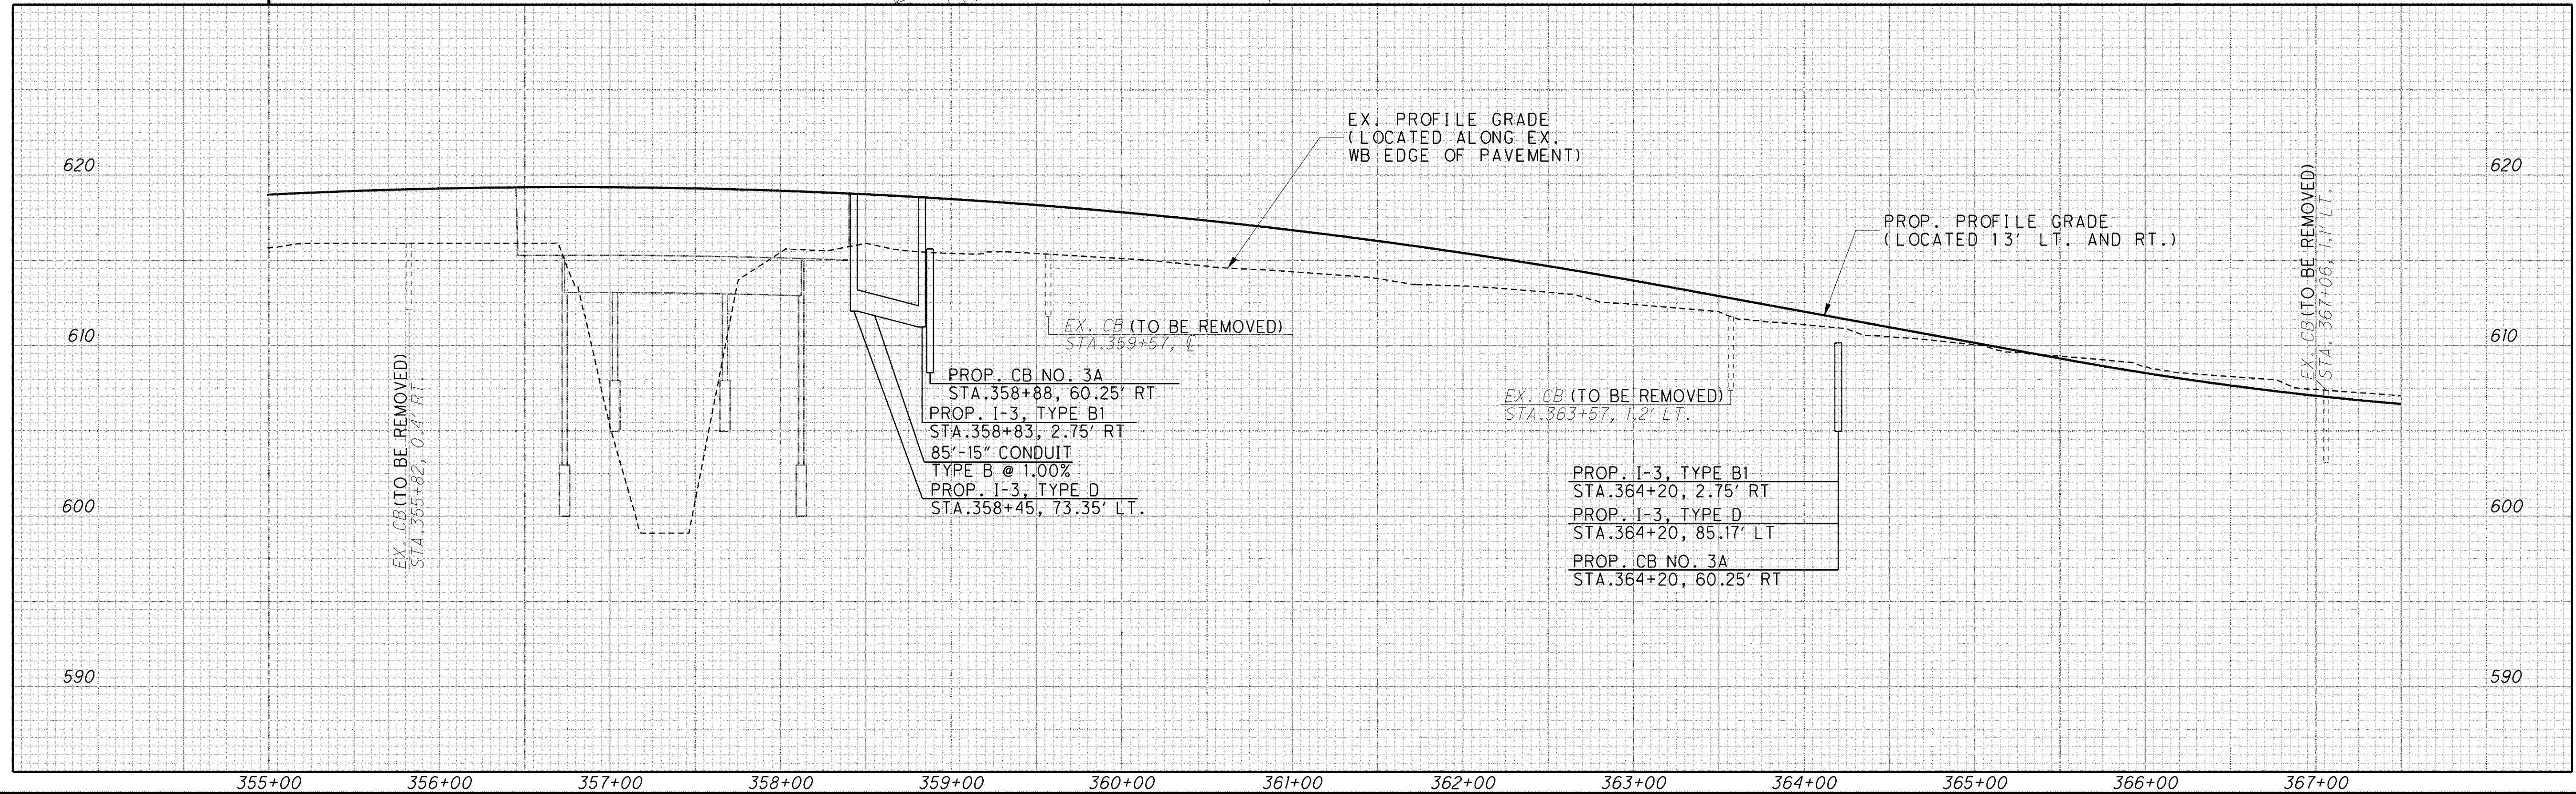 EX. PROFILE GRADE
(LOCATED ALONG EX.
WB EDGE OF PAVEMENT)
620
620
PROP. PROFILE GRADE
(LOCATED 13' LT. AND RT.)
EX. CB (TO BE REMOVED)
STA. 367+06, 1.1' LT.
EX. CB (TO BE REMOVED)
STA.359+57, ℄
610
610
EX. CB (TO BE REMOVED)
STA.355+82, 0.4' RT.
PROP. CB NO. 3A
STA.358+88, 60.25' RT
PROP. I-3, TYPE B1
STA.358+83, 2.75' RT
85'-15" CONDUIT
TYPE B @ 1.00%
PROP. I-3, TYPE D
STA.358+45, 73.35' LT.
EX. CB (TO BE REMOVED)
STA.363+57, 1.2' LT.
PROP. I-3, TYPE B1
STA.364+20, 2.75' RT
PROP. I-3, TYPE D
STA.364+20, 85.17' LT
PROP. CB NO. 3A
STA.364+20, 60.25' RT
600
600
590
590
355+00 356+00 357+00 358+00 359+00 360+00 361+00 362+00 363+00 364+00 365+00 366+00 367+00